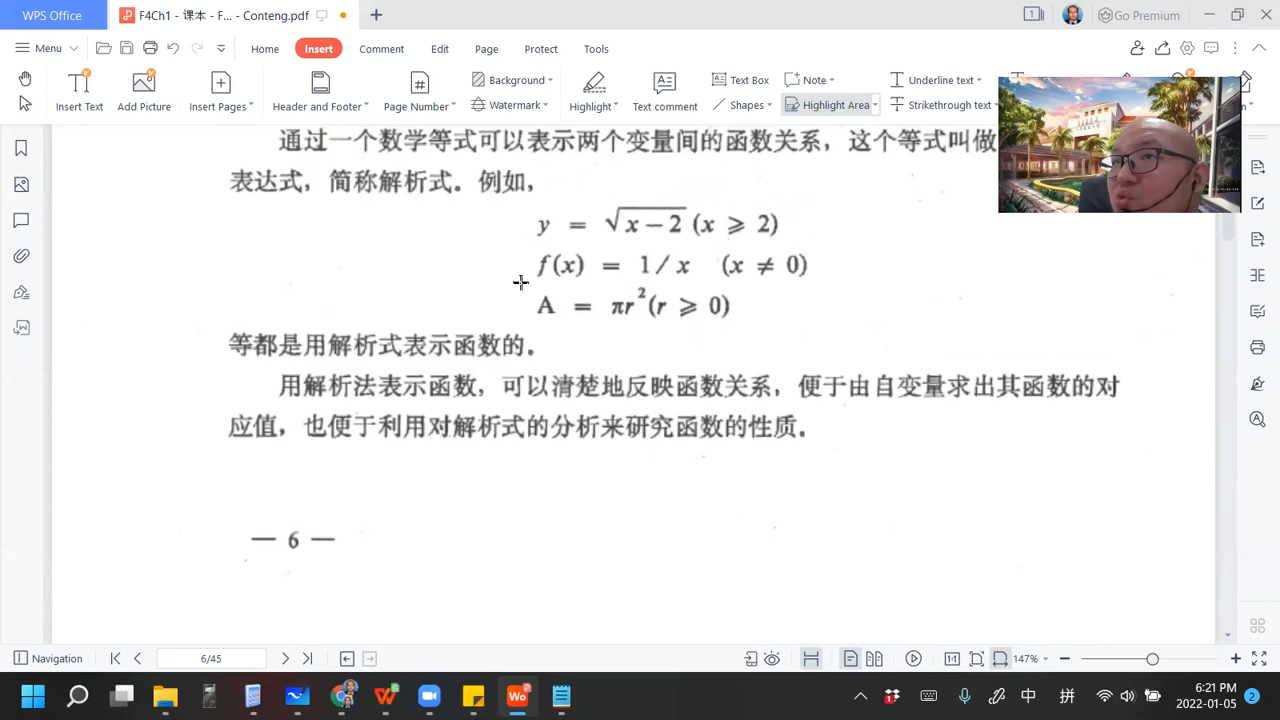 WPS Office
F4Ch1 - 课本 - F... - Conteng.pdf
Go Premium
Menu
Home
Insert
Comment
Edit
Page
Protect
Tools
Insert Text
Add Picture
Insert Pages
Header and Footer
Page Number
Background
Watermark
Highlight
Text comment
Text Box
Note
Shapes
Highlight Area
Underline text
Strikethrough text
通过一个数学等式可以表示两个变量间的函数关系，这个等式叫做
表达式，简称解析式。例如，
y = √x－2 (x ⩾ 2)
f(x) = 1/x (x ≠ 0)
A = πr²(r ⩾ 0)
等都是用解析式表示函数的。
用解析法表示函数，可以清楚地反映函数关系，便于由自变量求出其函数的对
应值，也便于利用对解析式的分析来研究函数的性质。
— 6 —
Navigation
6/45
147%
中
拼
6:21 PM
2022-01-05
2